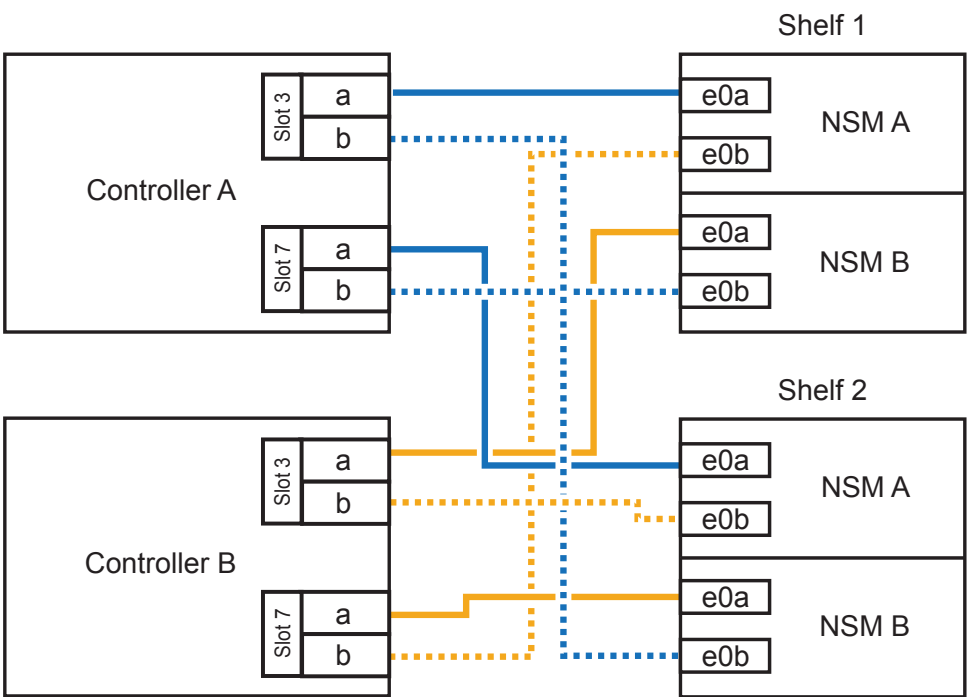 Shelf 1
Controller A
Slot 3
a
b
Slot 7
a
b
e0a
e0b
NSM A
e0a
e0b
NSM B
Shelf 2
Controller B
Slot 3
a
b
Slot 7
a
b
e0a
e0b
NSM A
e0a
e0b
NSM B